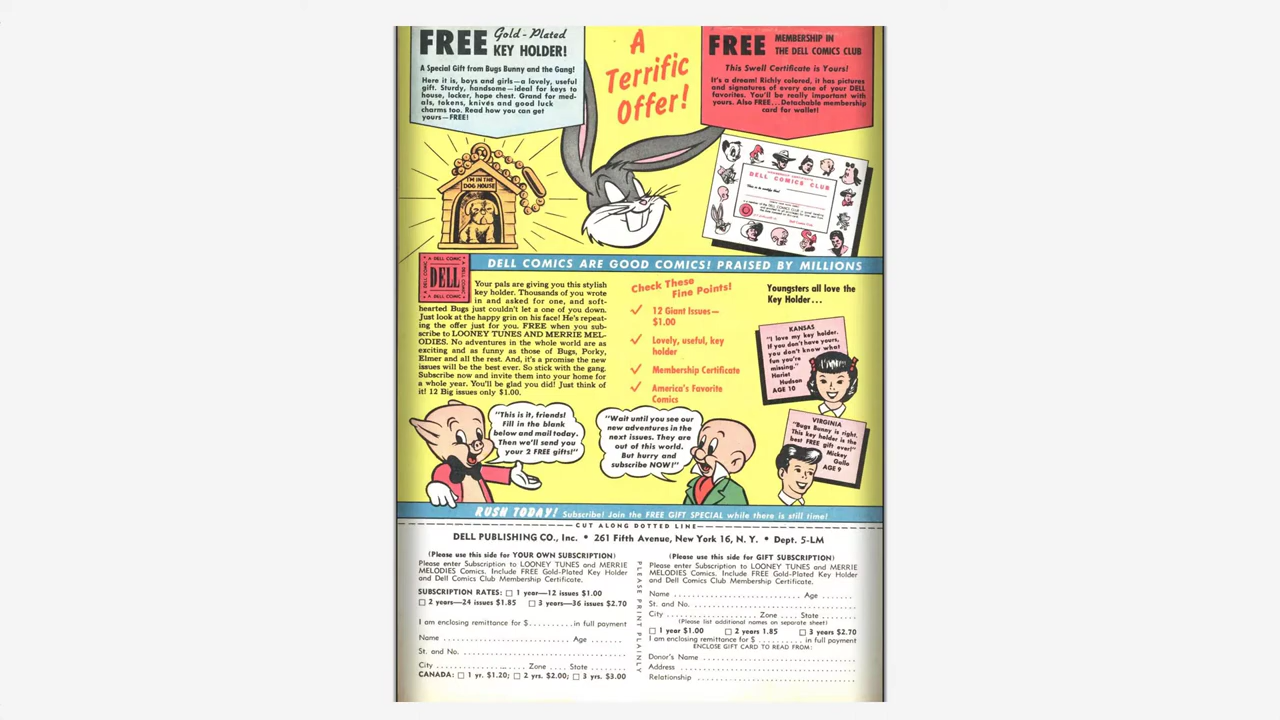 FREE Gold-Plated
KEY HOLDER!
A Special Gift from Bugs Bunny and the Gang!
Here it is, boys and girls—a lovely, useful
gift. Sturdy, handsome—ideal for keys to
house, locker, hope chest. Grand for med-
als, tokens, knives and good luck
charms too. Read how you can get
yours—FREE!
A
Terrific
Offer!
FREE MEMBERSHIP IN
THE DELL COMICS CLUB
This Swell Certificate is Yours!
It's a dream! Richly colored, it has pictures
and signatures of every one of your DELL
favorites. You'll be really important with
yours. Also FREE...Detachable membership
card for wallet!
I'M IN THE
DOG HOUSE
DELL COMICS CLUB
DELL COMICS ARE GOOD COMICS! PRAISED BY MILLIONS
A DELL COMIC
DELL
Your pals are giving you this stylish
key holder. Thousands of you wrote
in and asked for one, and soft-
hearted Bugs just couldn't let a one of you down.
Just look at the happy grin on his face! He's repeat-
ing the offer just for you. FREE when you sub-
scribe to LOONEY TUNES AND MERRIE MEL-
ODIES. No adventures in the whole world are as
exciting and as funny as those of Bugs, Porky,
Elmer and all the rest. And, it's a promise the new
issues will be the best ever. So stick with the gang.
Subscribe now and invite them into your home for
a whole year. You'll be glad you did! Just think of
it! 12 Big issues only $1.00.
Check These
Fine Points!
12 Giant Issues—
$1.00
Lovely, useful, key
holder
Membership Certificate
America's Favorite
Comics
Youngsters all love the
Key Holder...
KANSAS
"I love my key holder.
If you don't have yours,
you don't know what
fun you're
missing."
Hariet
Hudson
AGE 10
VIRGINIA
"Bugs Bunny is right.
This key holder is the
best FREE gift ever!"
Mickey
Gallo
AGE 9
"This is it, friends!
Fill in the blank
below and mail today.
Then we'll send you
your 2 FREE gifts!"
"Wait until you see our
new adventures in the
next issues. They are
out of this world.
But hurry and
subscribe NOW!"
RUSH TODAY! Subscribe! Join the FREE GIFT SPECIAL while there is still time!
CUT ALONG DOTTED LINE
DELL PUBLISHING CO., Inc. • 261 Fifth Avenue, New York 16, N. Y. • Dept. 5-LM
(Please use this side for YOUR OWN SUBSCRIPTION)
Please enter Subscription to LOONEY TUNES and MERRIE
MELODIES Comics. Include FREE Gold-Plated Key Holder
and Dell Comics Club Membership Certificate.
SUBSCRIPTION RATES: □ 1 year—12 issues $1.00
□ 2 years—24 issues $1.85 □ 3 years—36 issues $2.70
I am enclosing remittance for $.......... in full payment
Name .......... Age ..........
St. and No. ..........
City .......... Zone .... State ..........
CANADA: □ 1 yr. $1.20; □ 2 yrs. $2.00; □ 3 yrs. $3.00
PLEASE PRINT PLAINLY
(Please use this side for GIFT SUBSCRIPTION)
Please enter Subscription to LOONEY TUNES and MERRIE
MELODIES Comics. Include FREE Gold-Plated Key Holder
and Dell Comics Club Membership Certificate.
Name .......... Age ..........
St. and No. ..........
City .......... Zone .... State ..........
(Please list additional names on separate sheet)
□ 1 year $1.00 □ 2 years 1.85 □ 3 years $2.70
I am enclosing remittance for $ .......... in full payment
ENCLOSE GIFT CARD TO READ FROM:
Donor's Name ..........
Address ..........
Relationship ..........